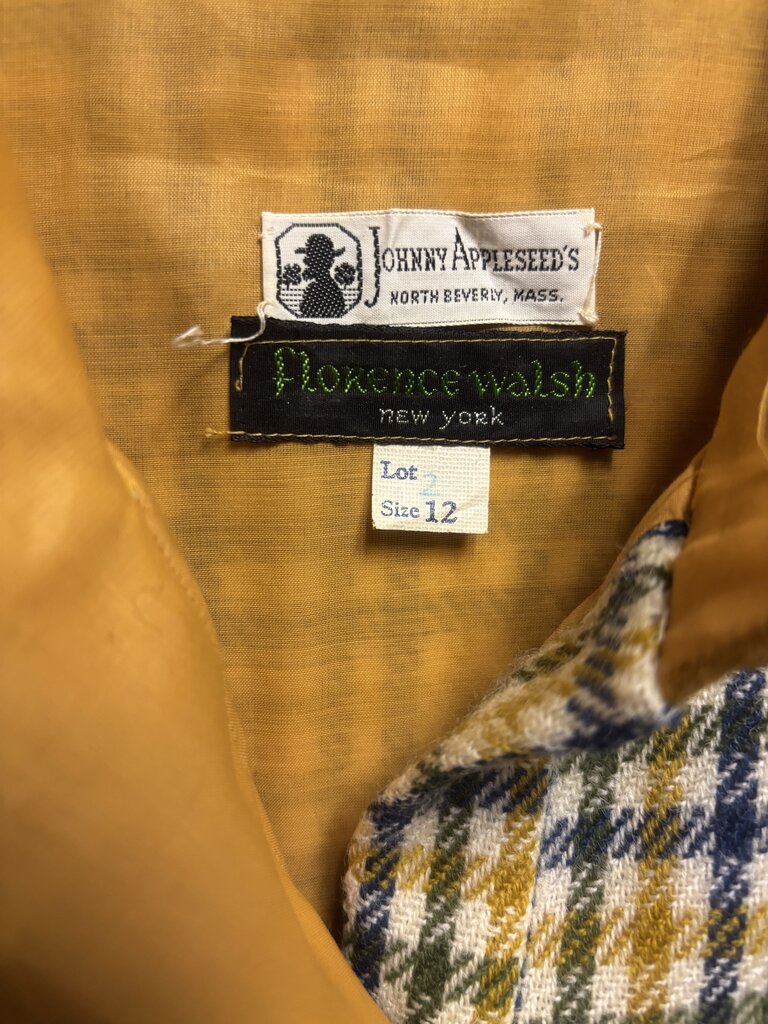 JOHNNY APPLESEED'S
NORTH BEVERLY, MASS.
florence walsh
new york
Lot 2
Size 12